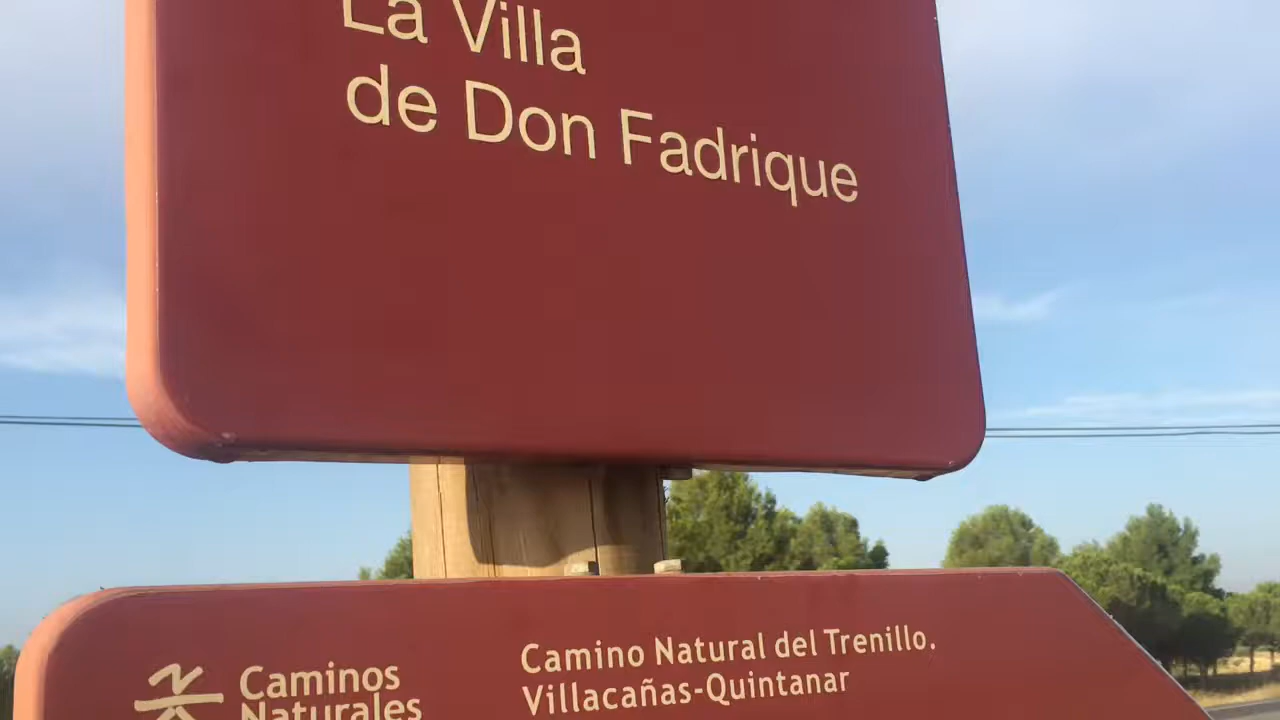 La Villa
de Don Fadrique
Caminos
Naturales
Camino Natural del Trenillo.
Villacañas-Quintanar